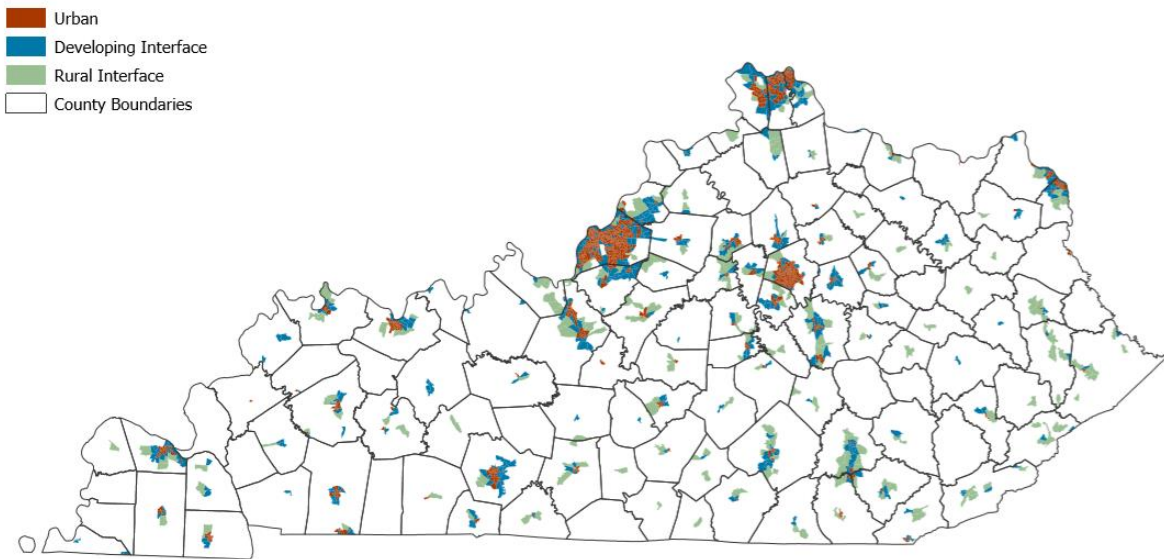 Urban
Developing Interface
Rural Interface
County Boundaries